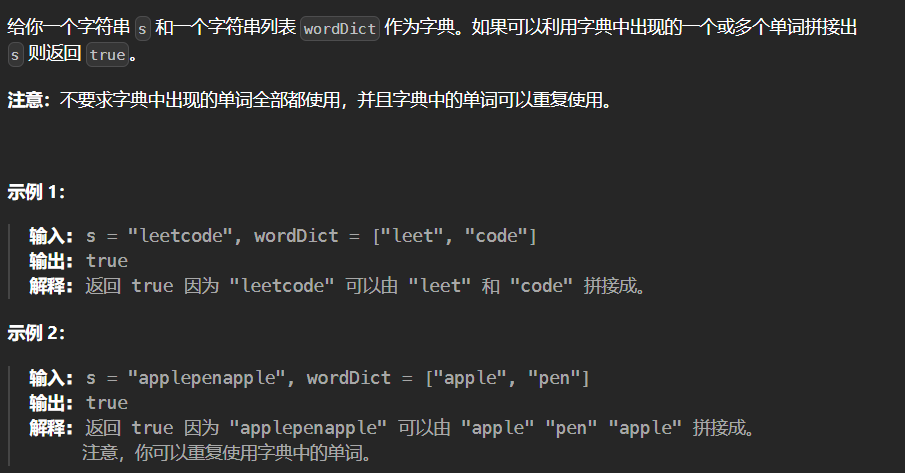 给你一个字符串 s 和一个字符串列表 wordDict 作为字典。如果可以利用字典中出现的一个或多个单词拼接出
s 则返回 true。
注意：不要求字典中出现的单词全部都使用，并且字典中的单词可以重复使用。
示例 1：
输入: s = "leetcode", wordDict = ["leet", "code"]
输出: true
解释: 返回 true 因为 "leetcode" 可以由 "leet" 和 "code" 拼接成。
示例 2：
输入: s = "applepenapple", wordDict = ["apple", "pen"]
输出: true
解释: 返回 true 因为 "applepenapple" 可以由 "apple" "pen" "apple" 拼接成。
注意，你可以重复使用字典中的单词。